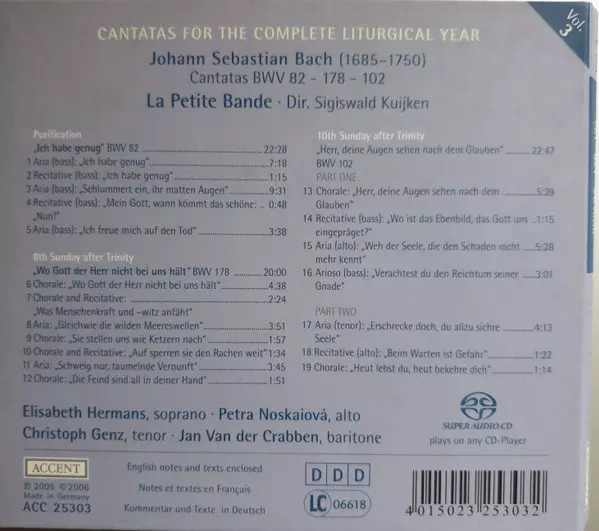 CANTATAS FOR THE COMPLETE LITURGICAL YEAR
Vol. 3
Johann Sebastian Bach (1685–1750)
Cantatas BWV 82 - 178 - 102
La Petite Bande · Dir. Sigiswald Kuijken
Purification
„Ich habe genug" BWV 82 22:28
1 Aria (bass): „Ich habe genug" 7:18
2 Recitative (bass): „Ich habe genug" 1:15
3 Aria (bass): „Schlummert ein, ihr matten Augen" 9:31
4 Recitative (bass): „Mein Gott, wann kömmt das schöne: .. 0:48
„Nun!"
5 Aria (bass): „Ich freue mich auf den Tod" 3:38
8th Sunday after Trinity
„Wo Gott der Herr nicht bei uns hält" BWV 178 20:00
6 Chorale: „Wo Gott der Herr nicht bei uns hält" 4:38
7 Chorale and Recitative: 2:24
„Was Menschenkraft und –witz anfäht"
8 Aria: „Gleichwie die wilden Meereswellen" 3:51
9 Chorale: „Sie stellen uns wie Ketzern nach" 1:57
10 Chorale and Recitative: „Auf sperren sie den Rachen weit" 1:34
11 Aria: „Schweig nur, taumelnde Vernunft" 3:45
12 Chorale: „Die Feind sind all in deiner Hand" 1:51
10th Sunday after Trinity
„Herr, deine Augen sehen nach dem Glauben" 22:47
BWV 102
PART ONE
13 Chorale: „Herr, deine Augen sehen nach dem 5:39
Glauben"
14 Recitative (bass): „Wo ist das Ebenbild, das Gott uns ..1:15
eingepräget?"
15 Aria (alto): „Weh der Seele, die den Schaden nicht 5:28
mehr kennt"
16 Arioso (bass): „Verachtest du den Reichtum seiner 3:01
Gnade"
PART TWO
17 Aria (tenor): „Erschrecke doch, du allzu sichre 4:13
Seele"
18 Recitative (alto): „Beim Warten ist Gefahr" 1:22
19 Chorale: „Heut lebst du, heut bekehre dich" 1:14
Elisabeth Hermans, soprano · Petra Noskaiová, alto
Christoph Genz, tenor · Jan Van der Crabben, baritone
SUPER AUDIO CD
plays on any CD-Player
ACCENT
℗ 2005 © 2006
Made in Germany
ACC 25303
English notes and texts enclosed
Notes et textes en Français
Kommentar und Texte in Deutsch
D D D
LC 06618
4 015023 253032